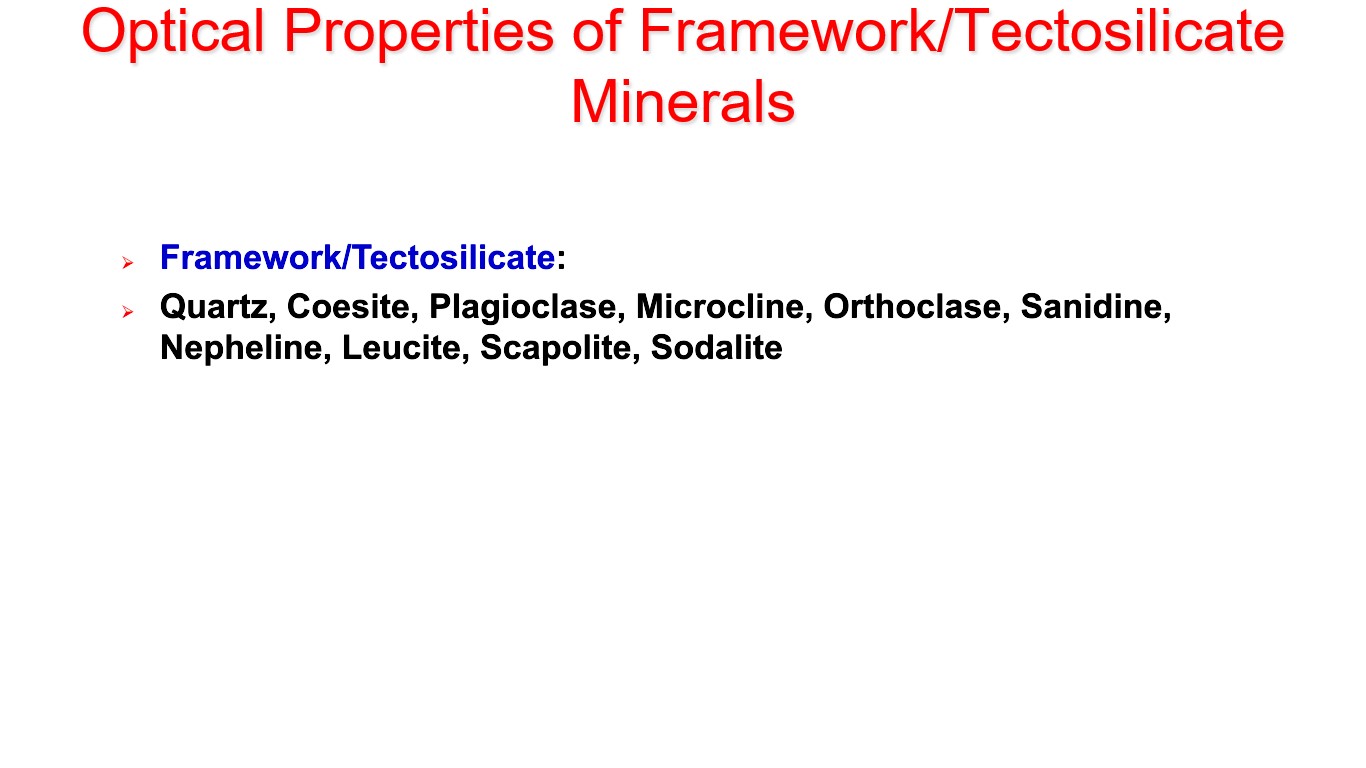 Optical Properties of Framework/Tectosilicate
Minerals
Framework/Tectosilicate:
Quartz, Coesite, Plagioclase, Microcline, Orthoclase, Sanidine,
Nepheline, Leucite, Scapolite, Sodalite